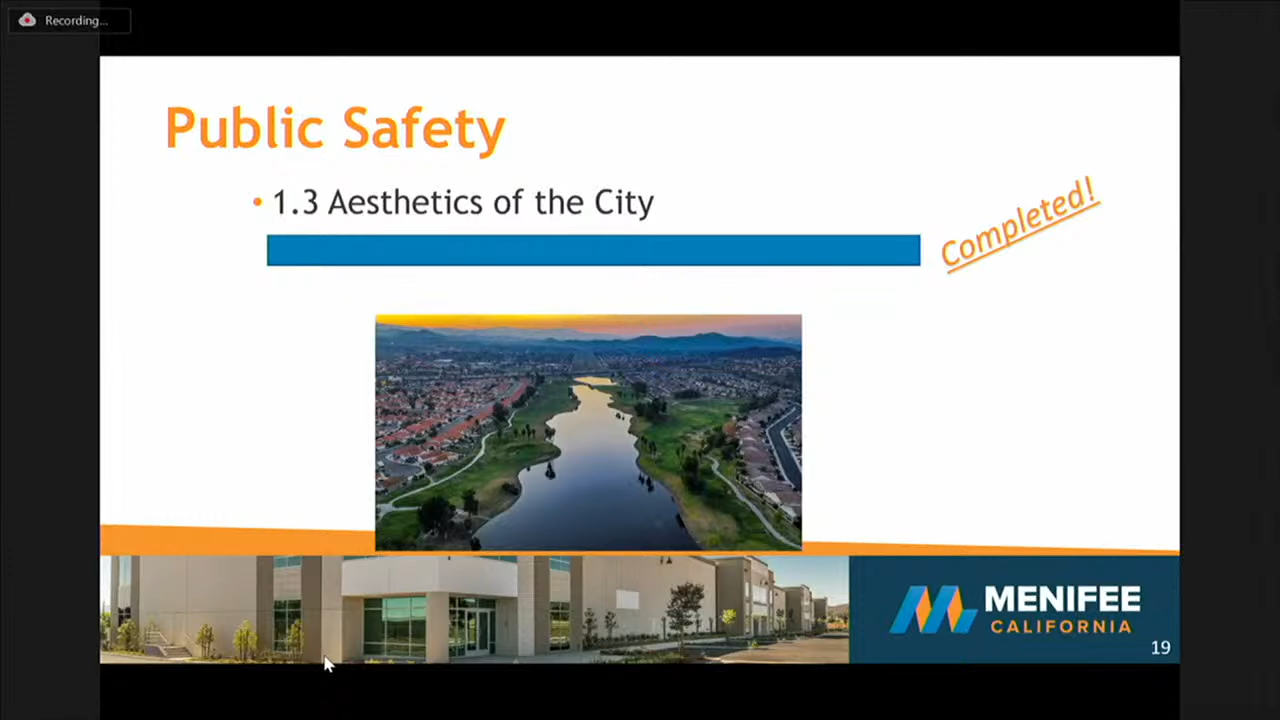 Recording...
Public Safety
• 1.3 Aesthetics of the City
Completed!
MENIFEE
CALIFORNIA
19